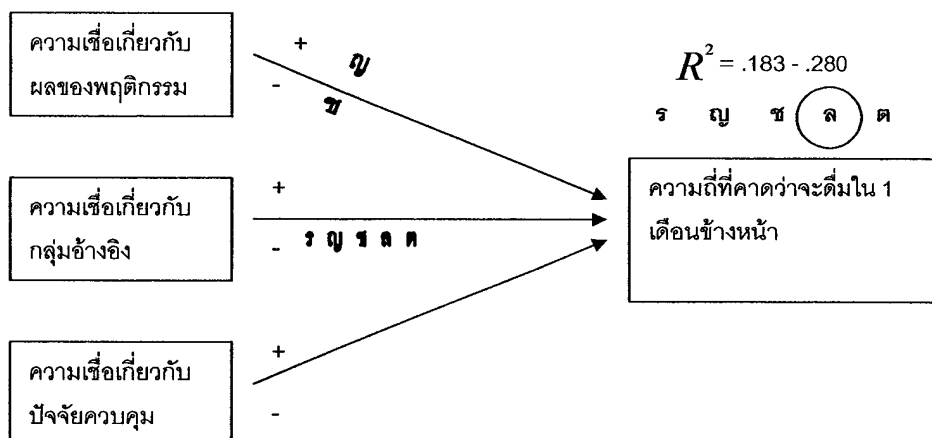 ความเชื่อเกี่ยวกับ
ผลของพฤติกรรม
+
ญ
-
ช
R² = .183 - .280
ร ญ ช ล ต
ความเชื่อเกี่ยวกับ
กลุ่มอ้างอิง
+
-
ร ญ ช ล ต
ความถี่ที่คาดว่าจะดื่มใน 1
เดือนข้างหน้า
ความเชื่อเกี่ยวกับ
ปัจจัยควบคุม
+
-